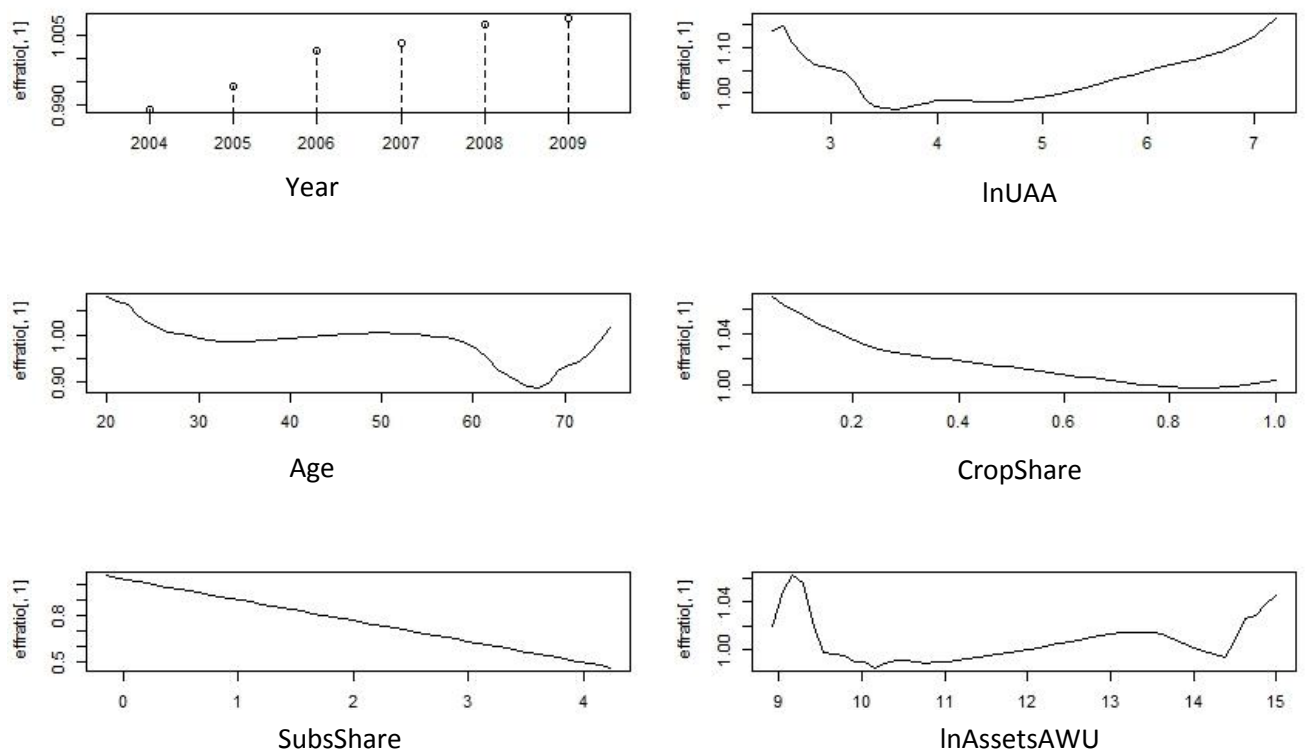 effratio[, 1]
0.990
1.005
2004 2005 2006 2007 2008 2009
Year
effratio[, 1]
1.00
1.10
3 4 5 6 7
lnUAA
effratio[, 1]
0.90
1.00
20 30 40 50 60 70
Age
effratio[, 1]
1.00
1.04
0.2 0.4 0.6 0.8 1.0
CropShare
effratio[, 1]
0.5
0.8
0 1 2 3 4
SubsShare
effratio[, 1]
1.00
1.04
9 10 11 12 13 14 15
lnAssetsAWU